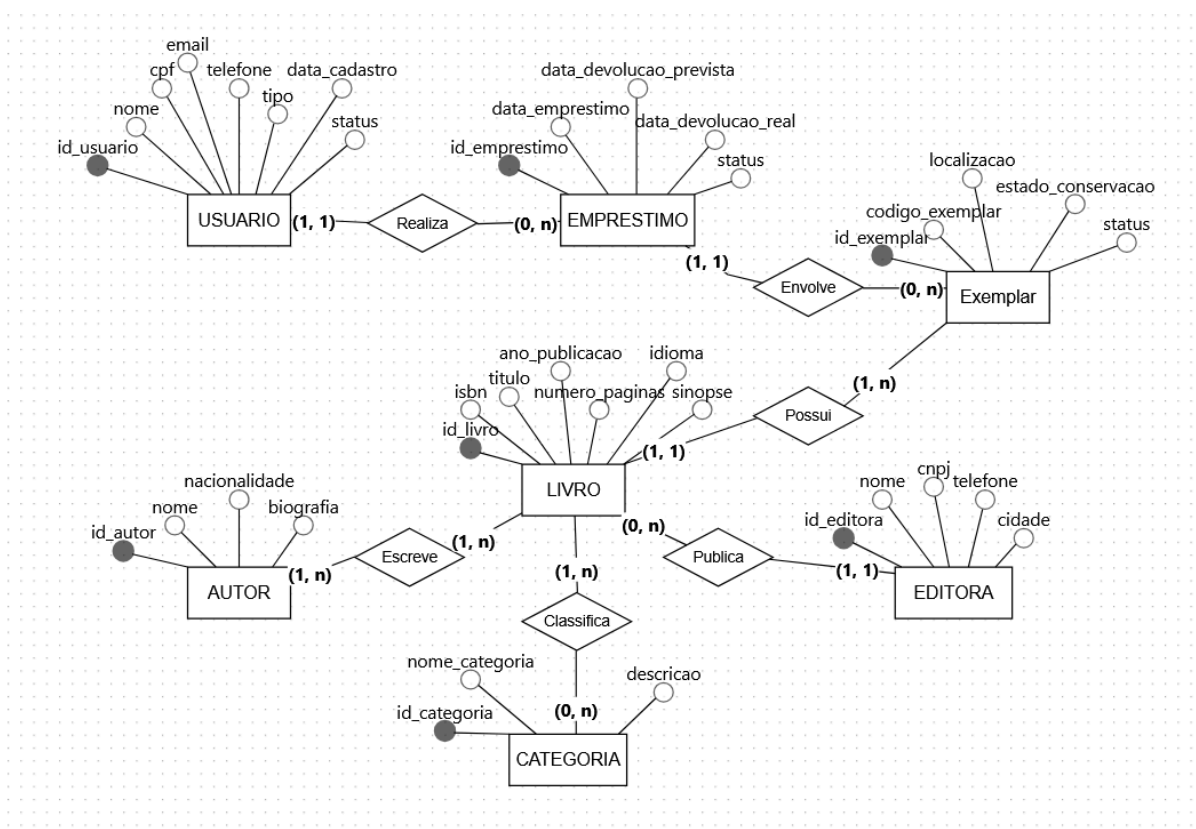 email
cpf
telefone
data_cadastro
tipo
nome
status
id_usuario
USUARIO
(1, 1)
Realiza
(0, n)
data_devolucao_prevista
data_emprestimo
data_devolucao_real
id_emprestimo
status
EMPRESTIMO
(1, 1)
Envolve
(0, n)
localizacao
estado_conservacao
codigo_exemplar
status
id_exemplar
Exemplar
(1, n)
Possui
(1, 1)
ano_publicacao
idioma
titulo
isbn
numero_paginas
sinopse
id_livro
LIVRO
(1, n)
Escreve
(1, n)
nacionalidade
nome
biografia
id_autor
AUTOR
(0, n)
Publica
(1, 1)
cnpj
nome
telefone
id_editora
cidade
EDITORA
(1, n)
Classifica
(0, n)
nome_categoria
descricao
id_categoria
CATEGORIA